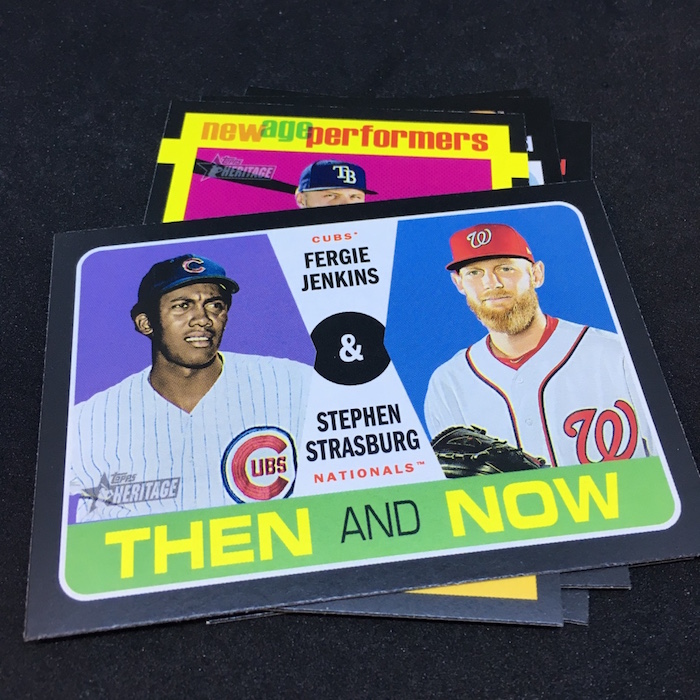 newageperformers
Topps
HERITAGE
TB
CUBS
FERGIE
JENKINS
C
W
&
STEPHEN
STRASBURG
NATIONALS™
CUBS
W
Topps
HERITAGE
THEN AND NOW